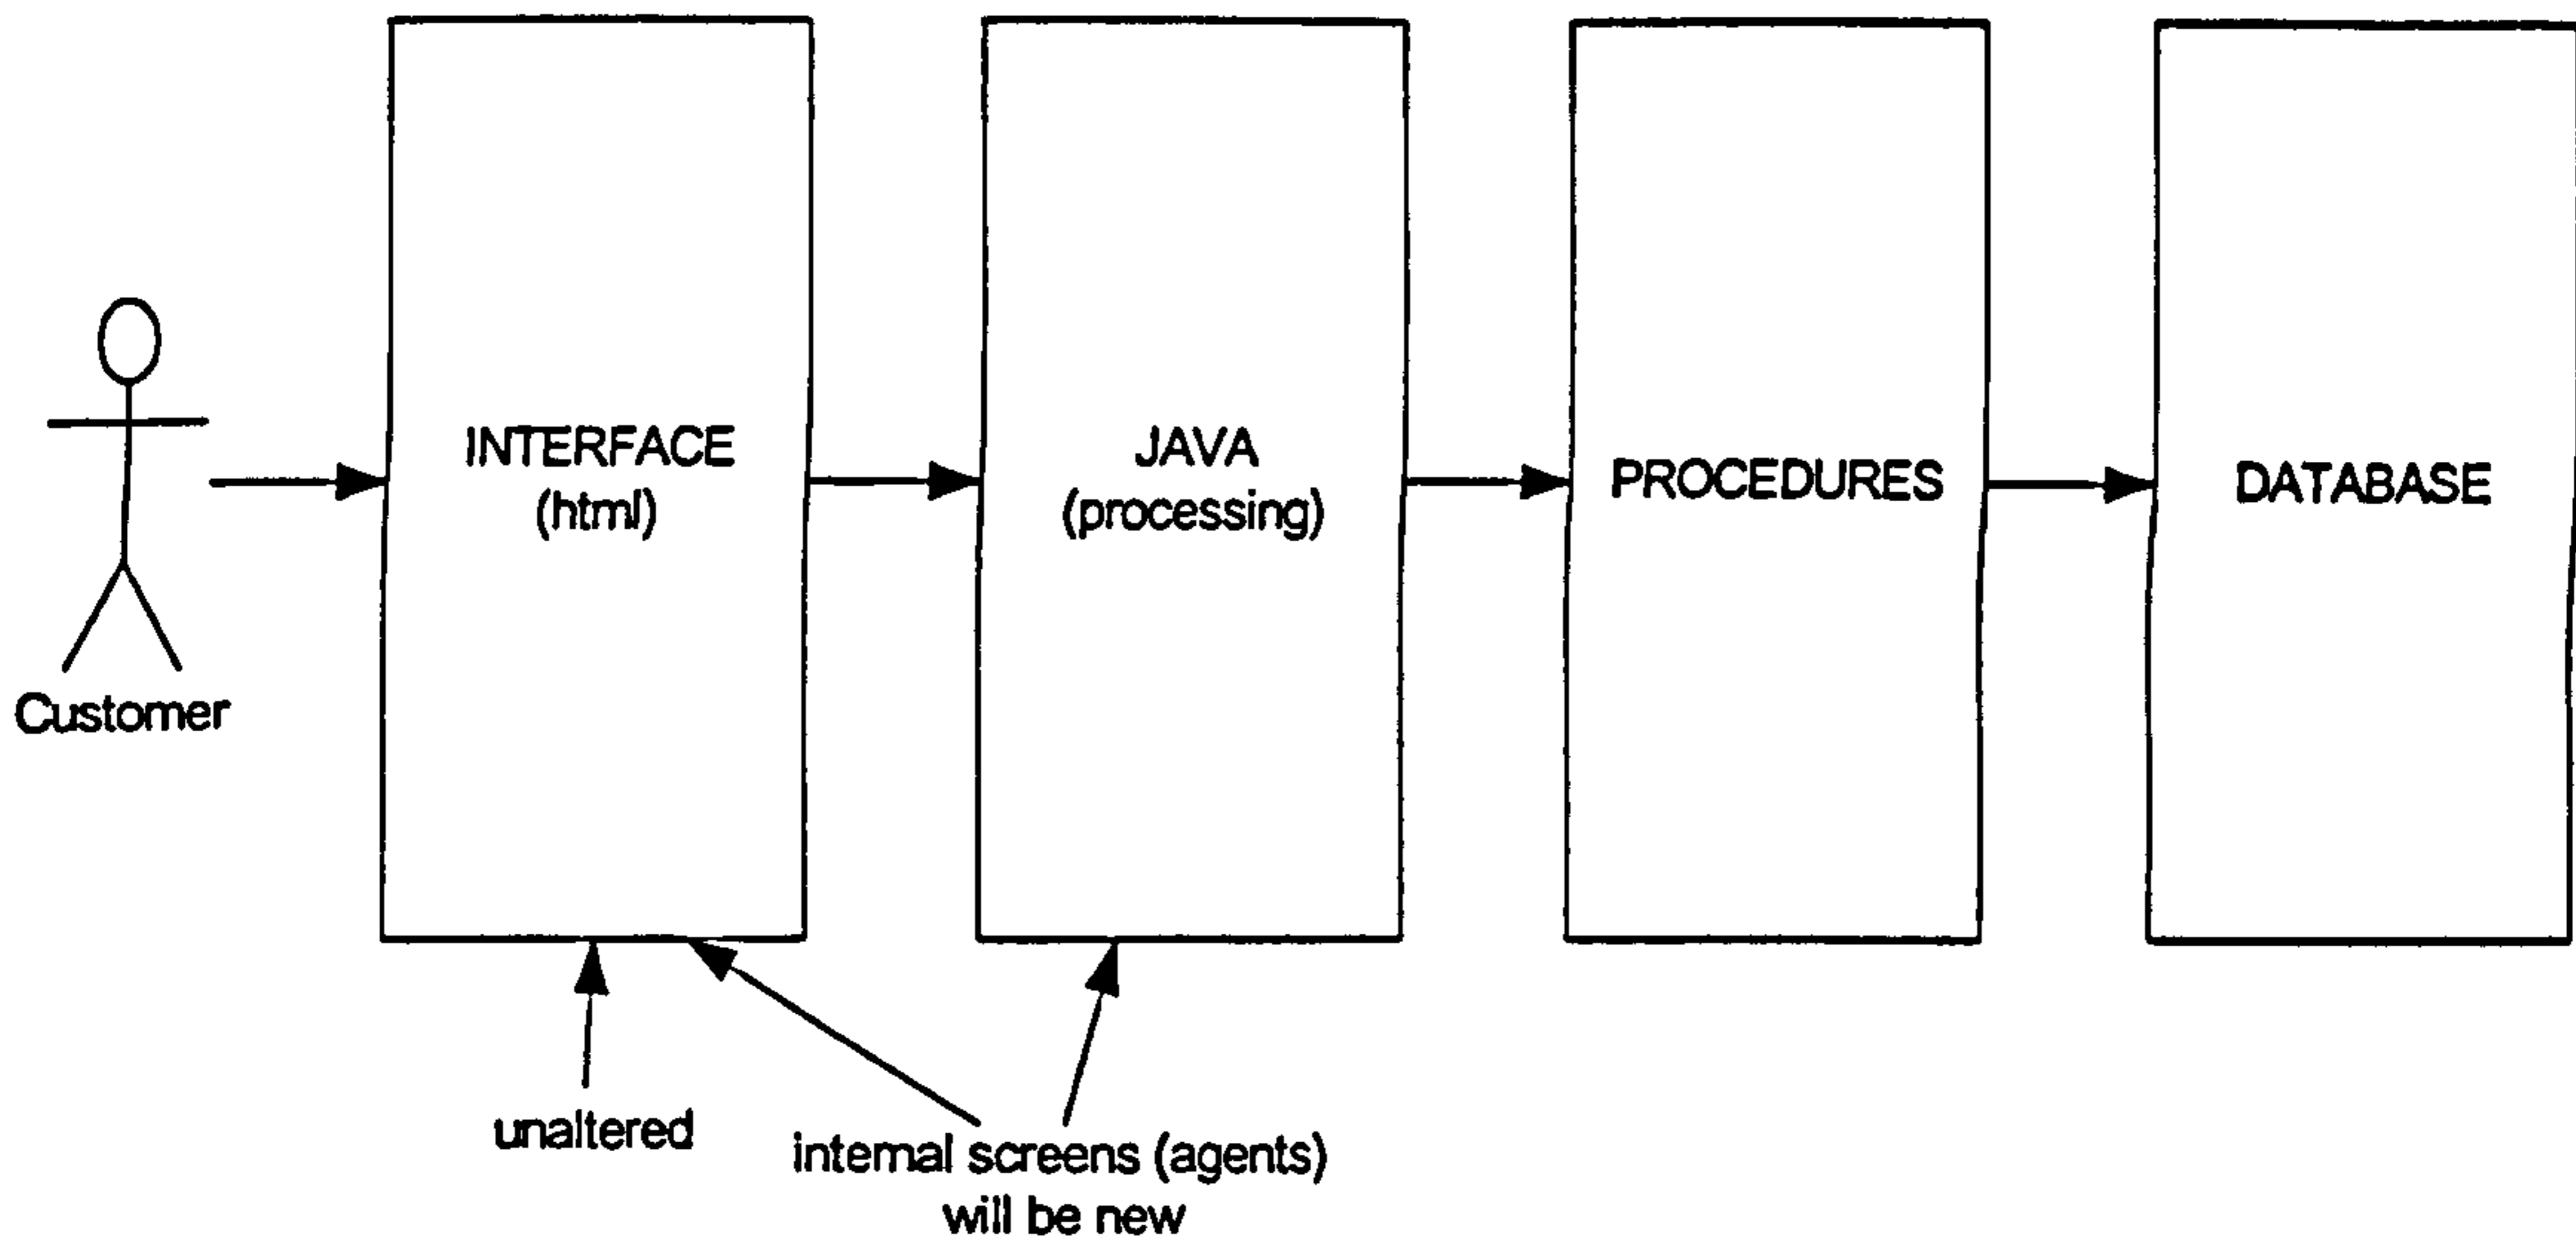 INTERFACE
(html)
JAVA
(processing)
PROCEDURES
DATABASE
Customer
unaltered
internal screens (agents)
will be new